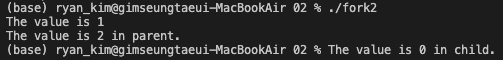 (base) ryan_kim@gimseungtaeui-MacBookAir 02 % ./fork2
The value is 1
The value is 2 in parent.
(base) ryan_kim@gimseungtaeui-MacBookAir 02 % The value is 0 in child.